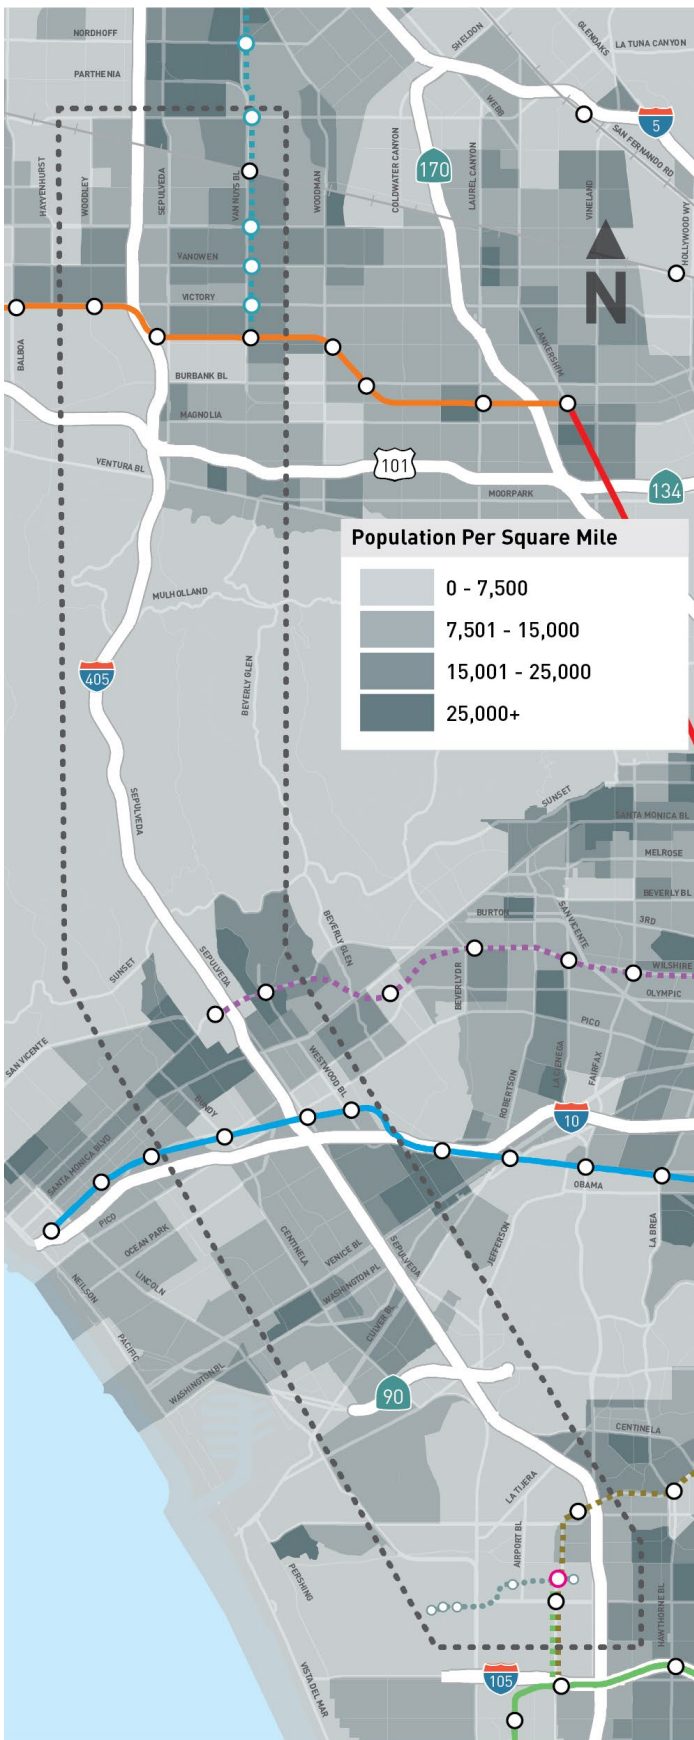 NORDHOFF
SHELDON
GLENOAKS
LA TUNA CANYON
PARTHENIA
WEBB
5
SAN FERNANDO RD
HAYVENHURST
WOODLEY
SEPULVEDA
VAN NUYS BL
WOODMAN
COLDWATER CANYON
170
LAUREL CANYON
VINELAND
HOLLYWOOD WY
VANOWEN
N
VICTORY
BALBOA
LANKERSHIM
BURBANK BL
MAGNOLIA
VENTURA BL
101
134
MOORPARK
Population Per Square Mile
0 - 7,500
7,501 - 15,000
15,001 - 25,000
25,000+
MULHOLLAND
405
BEVERLY GLEN
SEPULVEDA
SUNSET
SANTA MONICA BL
MELROSE
BEVERLY BL
BURTON
SAN VICENTE
3RD
BEVERLY GLEN
SUNSET
SEPULVEDA
BEVERLY DR
WILSHIRE
OLYMPIC
PICO
SAN VICENTE
WESTWOOD BL
LA CIENEGA
FAIRFAX
ROBERTSON
BUNDY
10
SANTA MONICA BLVD
OBAMA
PICO
OCEAN PARK
CENTINELA
VENICE BL
SEPULVEDA
JEFFERSON
LA BREA
NEILSON
LINCOLN
WASHINGTON PL
CULVER BL
PACIFIC
WASHINGTON BL
90
CENTINELA
LA TIJERA
AIRPORT BL
PERSHING
HAWTHORNE BL
VISTA DEL MAR
105